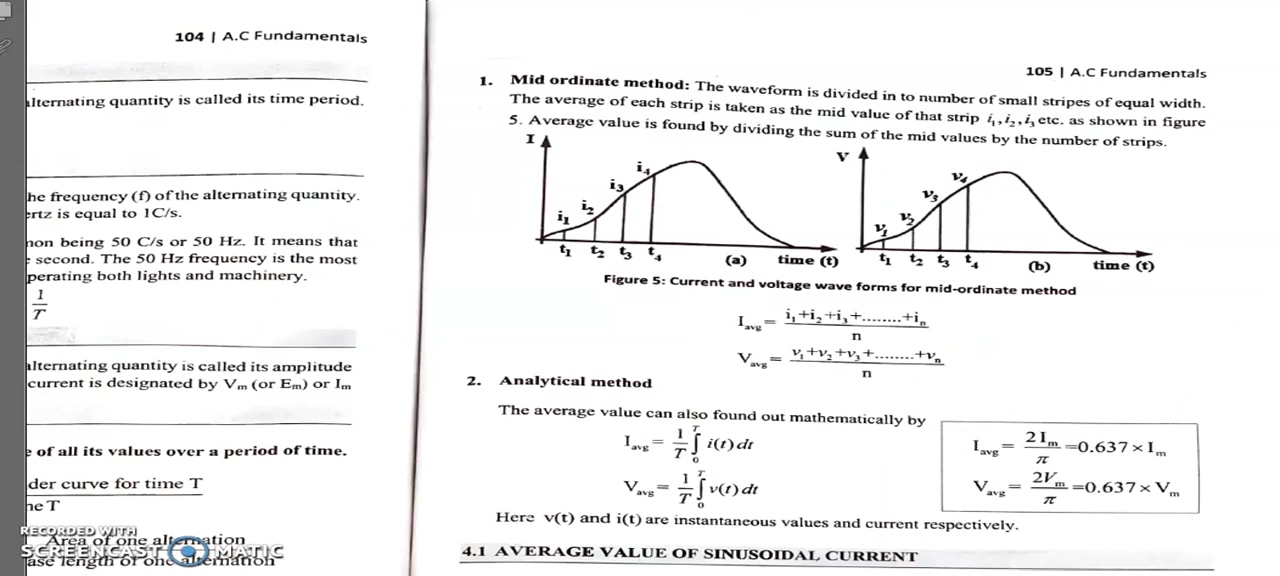 104 | A.C Fundamentals
alternating quantity is called its time period.
he frequency (f) of the alternating quantity.
ertz is equal to 1C/s.
non being 50 C/s or 50 Hz. It means that
second. The 50 Hz frequency is the most
perating both lights and machinery.
1
T
alternating quantity is called its amplitude
current is designated by Vm (or Em) or Im
of all its values over a period of time.
der curve for time T
ne T
Area of one alternation
ase length of one alternation
RECORDED WITH
SCREENCAST MATIC
105 | A.C Fundamentals
1. Mid ordinate method: The waveform is divided in to number of small stripes of equal width.
The average of each strip is taken as the mid value of that strip i₁,i₂,i₃ etc. as shown in figure
5. Average value is found by dividing the sum of the mid values by the number of strips.
I i₁ i₂ i₃ i₄
t₁ t₂ t₃ t₄ (a) time (t)
V v₁ v₂ v₃ v₄
t₁ t₂ t₃ t₄ (b) time (t)
Figure 5: Current and voltage wave forms for mid-ordinate method
Iavg = i₁+i₂+i₃+........+iₙ
n
Vavg = v₁+v₂+v₃+........+vₙ
n
2. Analytical method
The average value can also found out mathematically by
Iavg = 1/T ∫₀ᵀ i(t) dt
Vavg = 1/T ∫₀ᵀ v(t) dt
Iavg = 2Im/π =0.637 × Im
Vavg = 2Vm/π =0.637 × Vm
Here v(t) and i(t) are instantaneous values and current respectively.
4.1 AVERAGE VALUE OF SINUSOIDAL CURRENT